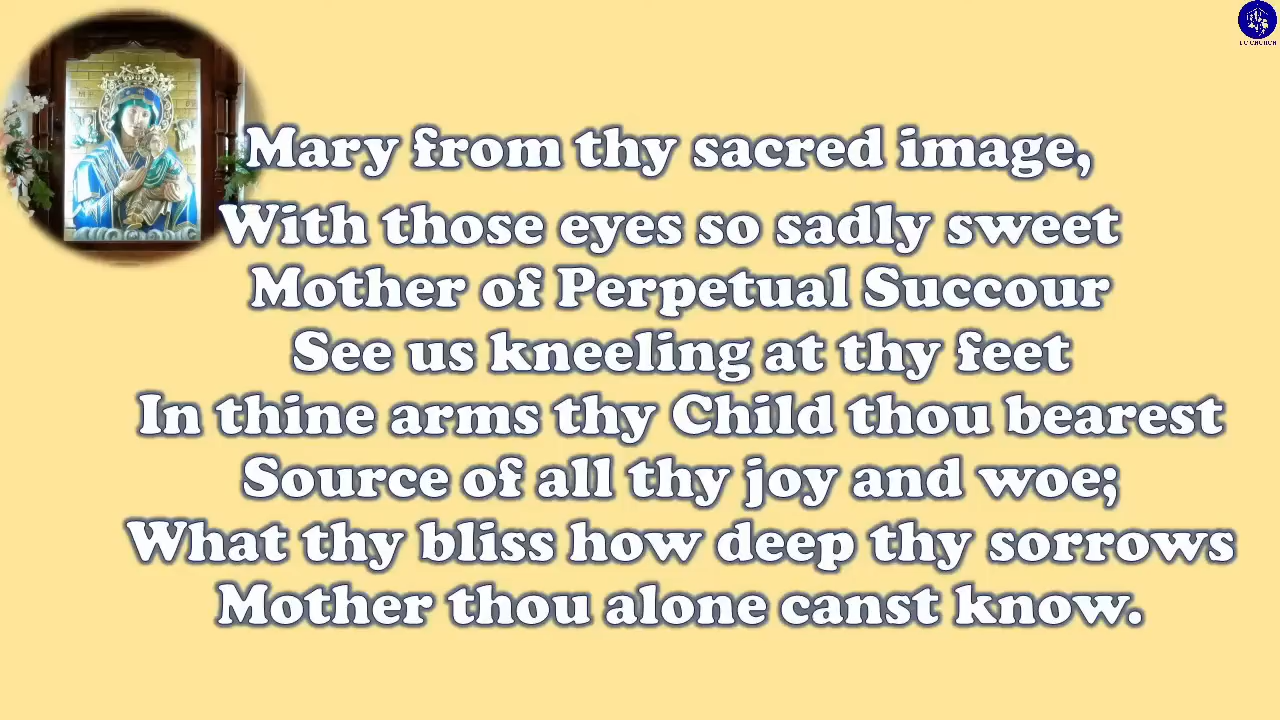 Mary from thy sacred image,
With those eyes so sadly sweet
Mother of Perpetual Succour
See us kneeling at thy feet
In thine arms thy Child thou bearest
Source of all thy joy and woe;
What thy bliss how deep thy sorrows
Mother thou alone canst know.